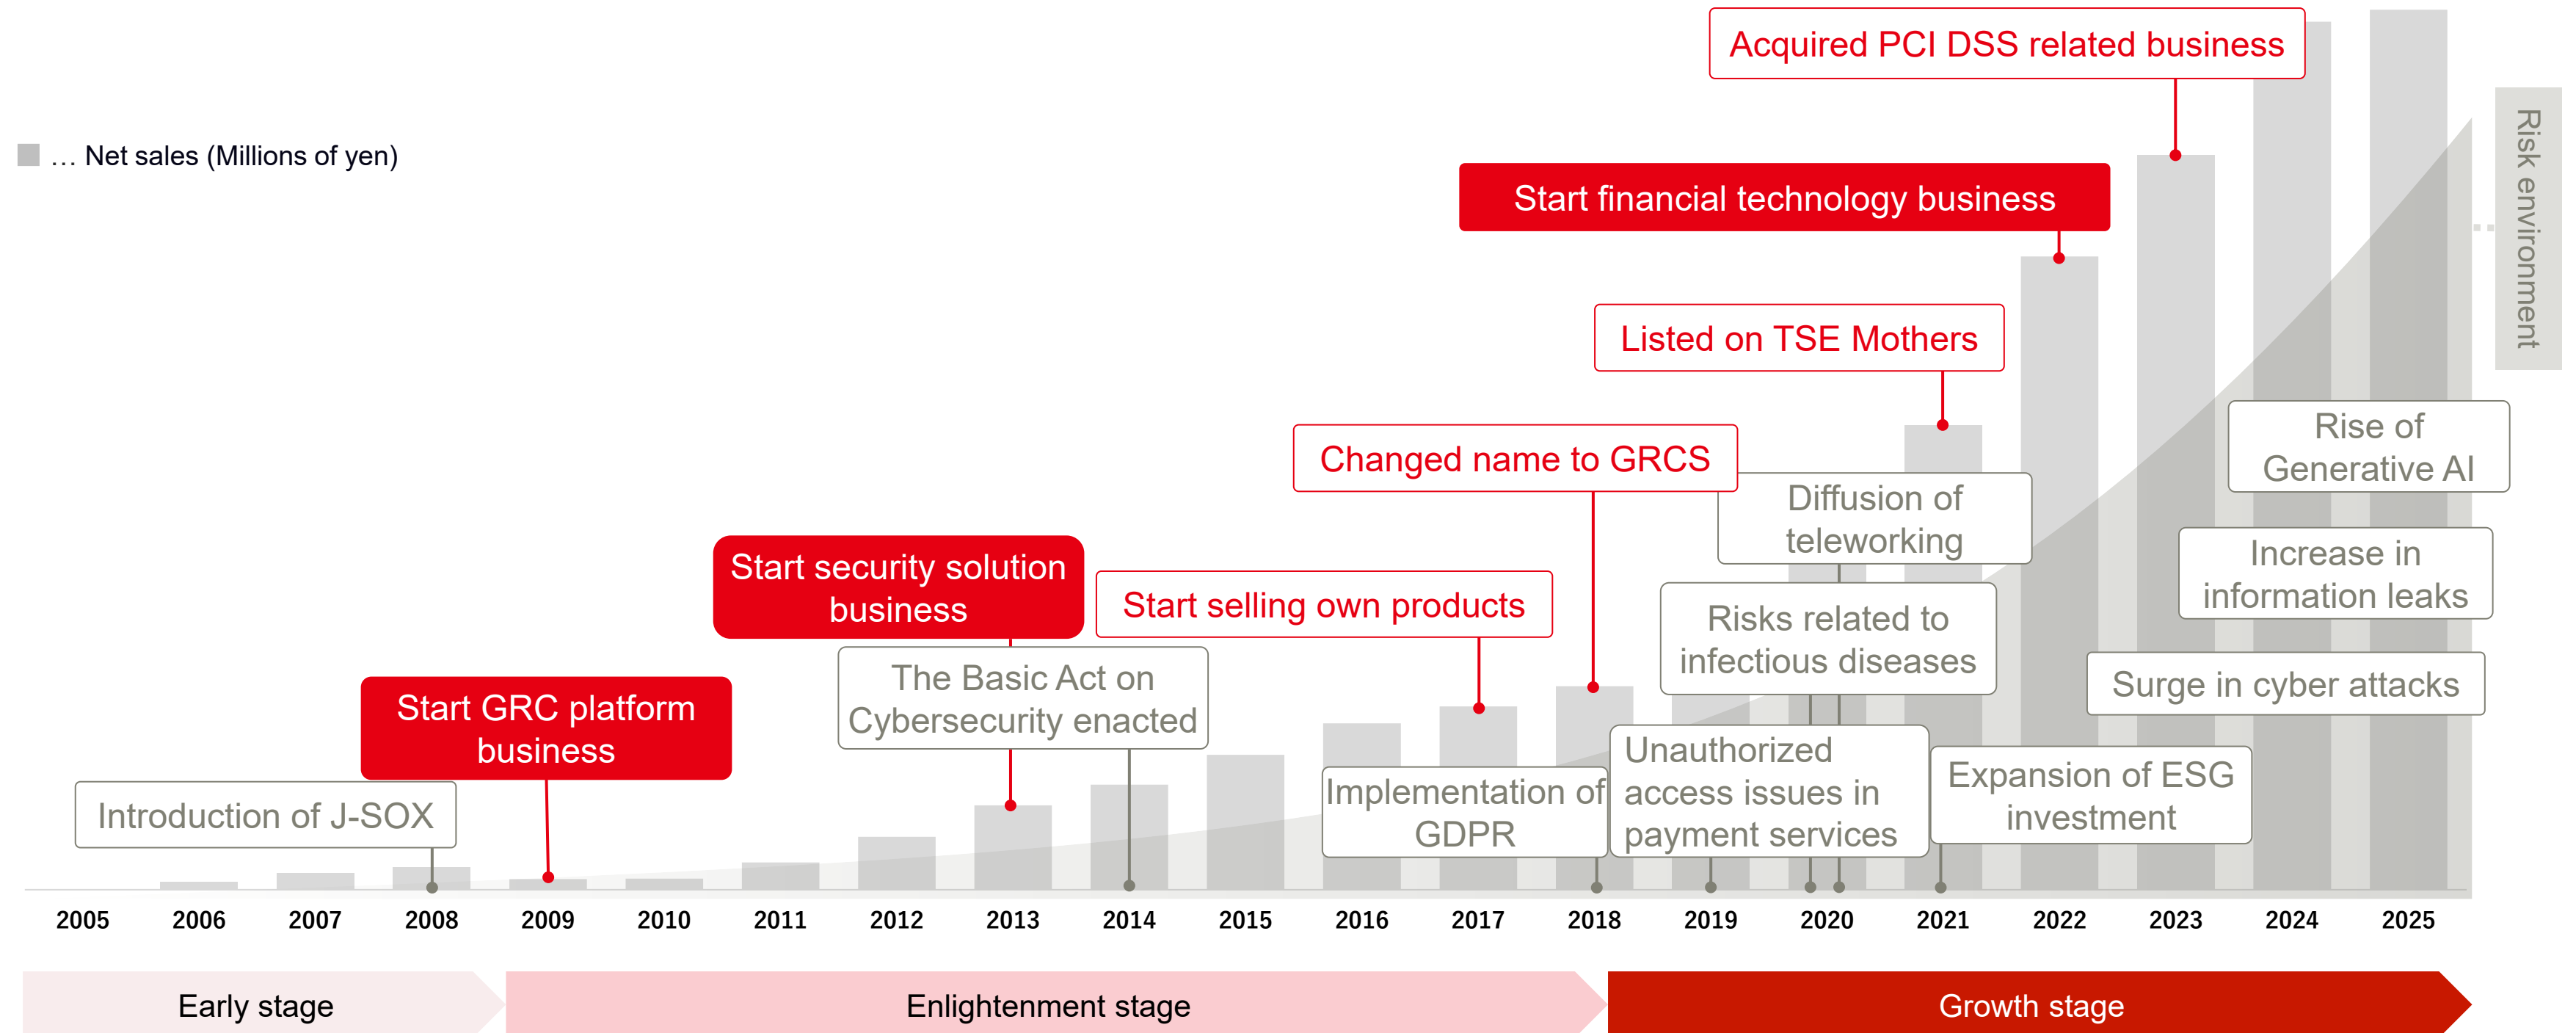 Acquired PCI DSS related business
… Net sales (Millions of yen)
Risk environment
Start financial technology business
Listed on TSE Mothers
Changed name to GRCS
Rise of
Generative AI
Diffusion of
teleworking
Start security solution
business
Start selling own products
Increase in
information leaks
Risks related to
infectious diseases
The Basic Act on
Cybersecurity enacted
Surge in cyber attacks
Start GRC platform
business
Introduction of J-SOX
Implementation of
GDPR
Unauthorized
access issues in
payment services
Expansion of ESG
investment
2005 2006 2007 2008 2009 2010 2011 2012 2013 2014 2015 2016 2017 2018 2019 2020 2021 2022 2023 2024 2025
Early stage
Enlightenment stage
Growth stage